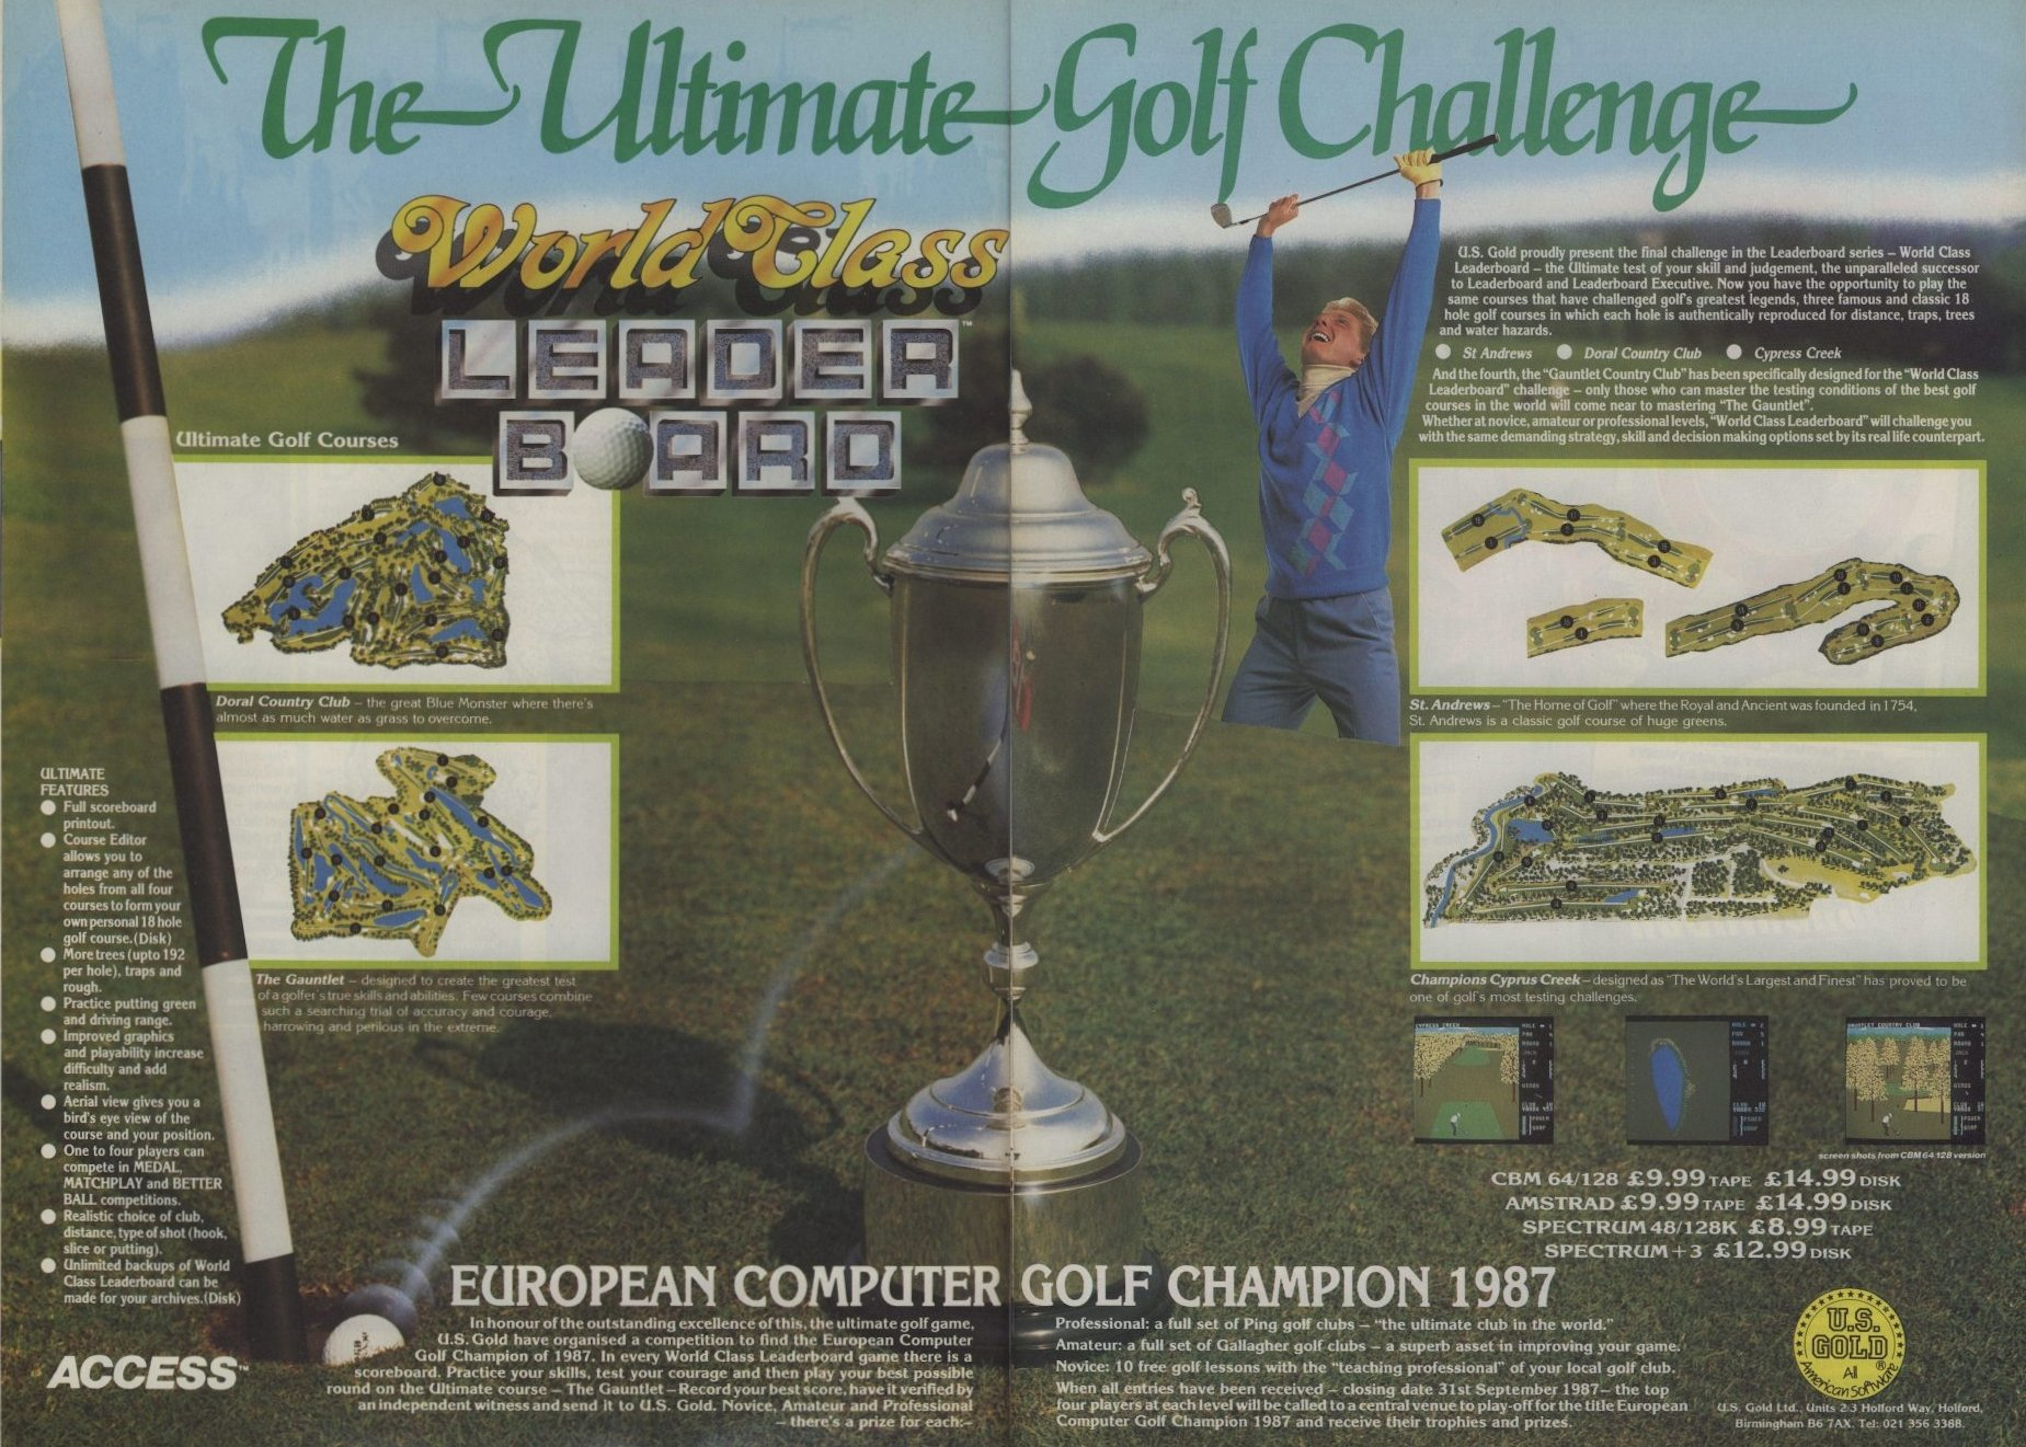 The Ultimate Golf Challenge
World Class
LEADER
BOARD
™
U.S. Gold proudly present the final challenge in the Leaderboard series – World Class
Leaderboard – the Ultimate test of your skill and judgement, the unparalleled successor
to Leaderboard and Leaderboard Executive. Now you have the opportunity to play the
same courses that have challenged golf's greatest legends, three famous and classic 18
hole golf courses in which each hole is authentically reproduced for distance, traps, trees
and water hazards.
St Andrews Doral Country Club Cypress Creek
And the fourth, the “Gauntlet Country Club” has been specifically designed for the “World Class
Leaderboard” challenge – only those who can master the testing conditions of the best golf
courses in the world will come near to mastering “The Gauntlet”.
Whether at novice, amateur or professional levels, “World Class Leaderboard” will challenge you
with the same demanding strategy, skill and decision making options set by its real life counterpart.
Ultimate Golf Courses
Doral Country Club – the great Blue Monster where there's
almost as much water as grass to overcome.
St. Andrews – “The Home of Golf” where the Royal and Ancient was founded in 1754,
St. Andrews is a classic golf course of huge greens.
The Gauntlet – designed to create the greatest test
of a golfer's true skills and abilities. Few courses combine
such a searching trial of accuracy and courage,
harrowing and perilous in the extreme.
Champions Cyprus Creek – designed as “The World's Largest and Finest” has proved to be
one of golf's most testing challenges.
ULTIMATE
FEATURES
Full scoreboard
printout.
Course Editor
allows you to
arrange any of the
holes from all four
courses to form your
own personal 18 hole
golf course.(Disk)
More trees (upto 192
per hole), traps and
rough.
Practice putting green
and driving range.
Improved graphics
and playability increase
difficulty and add
realism.
Aerial view gives you a
bird's eye view of the
course and your position.
One to four players can
compete in MEDAL,
MATCHPLAY and BETTER
BALL competitions.
Realistic choice of club,
distance, type of shot (hook,
slice or putting).
Unlimited backups of World
Class Leaderboard can be
made for your archives.(Disk)
CYPRESS CREEK
GAUNTLET COUNTRY CLUB
screen shots from CBM 64 128 version
CBM 64/128 £9.99 TAPE £14.99 DISK
AMSTRAD £9.99 TAPE £14.99 DISK
SPECTRUM 48/128K £8.99 TAPE
SPECTRUM+3 £12.99 DISK
EUROPEAN COMPUTER GOLF CHAMPION 1987
In honour of the outstanding excellence of this, the ultimate golf game,
U.S. Gold have organised a competition to find the European Computer
Golf Champion of 1987. In every World Class Leaderboard game there is a
scoreboard. Practice your skills, test your courage and then play your best possible
round on the Ultimate course – The Gauntlet – Record your best score, have it verified by
an independent witness and send it to U.S. Gold. Novice, Amateur and Professional
– there's a prize for each:–
Professional: a full set of Ping golf clubs – “the ultimate club in the world.”
Amateur: a full set of Gallagher golf clubs – a superb asset in improving your game.
Novice: 10 free golf lessons with the “teaching professional” of your local golf club.
When all entries have been received – closing date 31st September 1987– the top
four players at each level will be called to a central venue to play-off for the title European
Computer Golf Champion 1987 and receive their trophies and prizes.
ACCESS™
U.S.
GOLD
®
All
American Software
U.S. Gold Ltd., Units 2/3 Holford Way, Holford,
Birmingham B6 7AX. Tel: 021 356 3388.